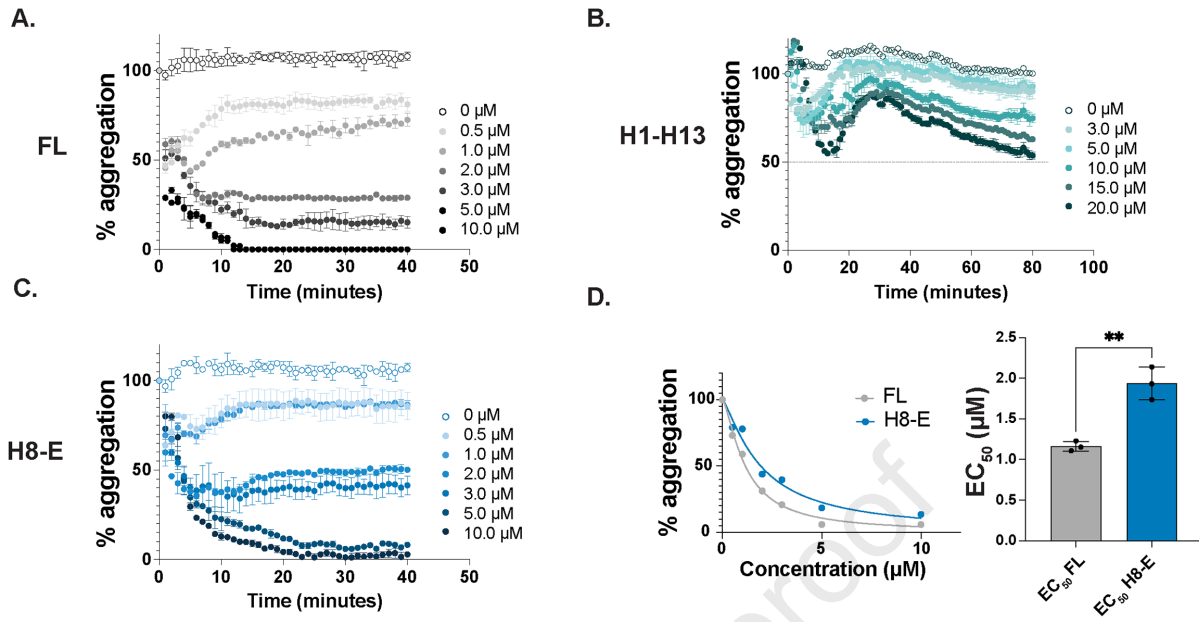 A.
FL
% aggregation
100
50
0
0 10 20 30 40 50
Time (minutes)
0 µM
0.5 µM
1.0 µM
2.0 µM
3.0 µM
5.0 µM
10.0 µM
B.
H1-H13
% aggregation
100
50
0
0 20 40 60 80 100
Time (minutes)
0 µM
3.0 µM
5.0 µM
10.0 µM
15.0 µM
20.0 µM
C.
H8-E
% aggregation
100
50
0
0 10 20 30 40 50
Time (minutes)
0 µM
0.5 µM
1.0 µM
2.0 µM
3.0 µM
5.0 µM
10.0 µM
D.
% aggregation
100
50
0
0 5 10
Concentration (µM)
FL
H8-E
EC50 (µM)
2.5
2.0
1.5
1.0
0.5
0.0
**
EC50 FL
EC50 H8-E
proof